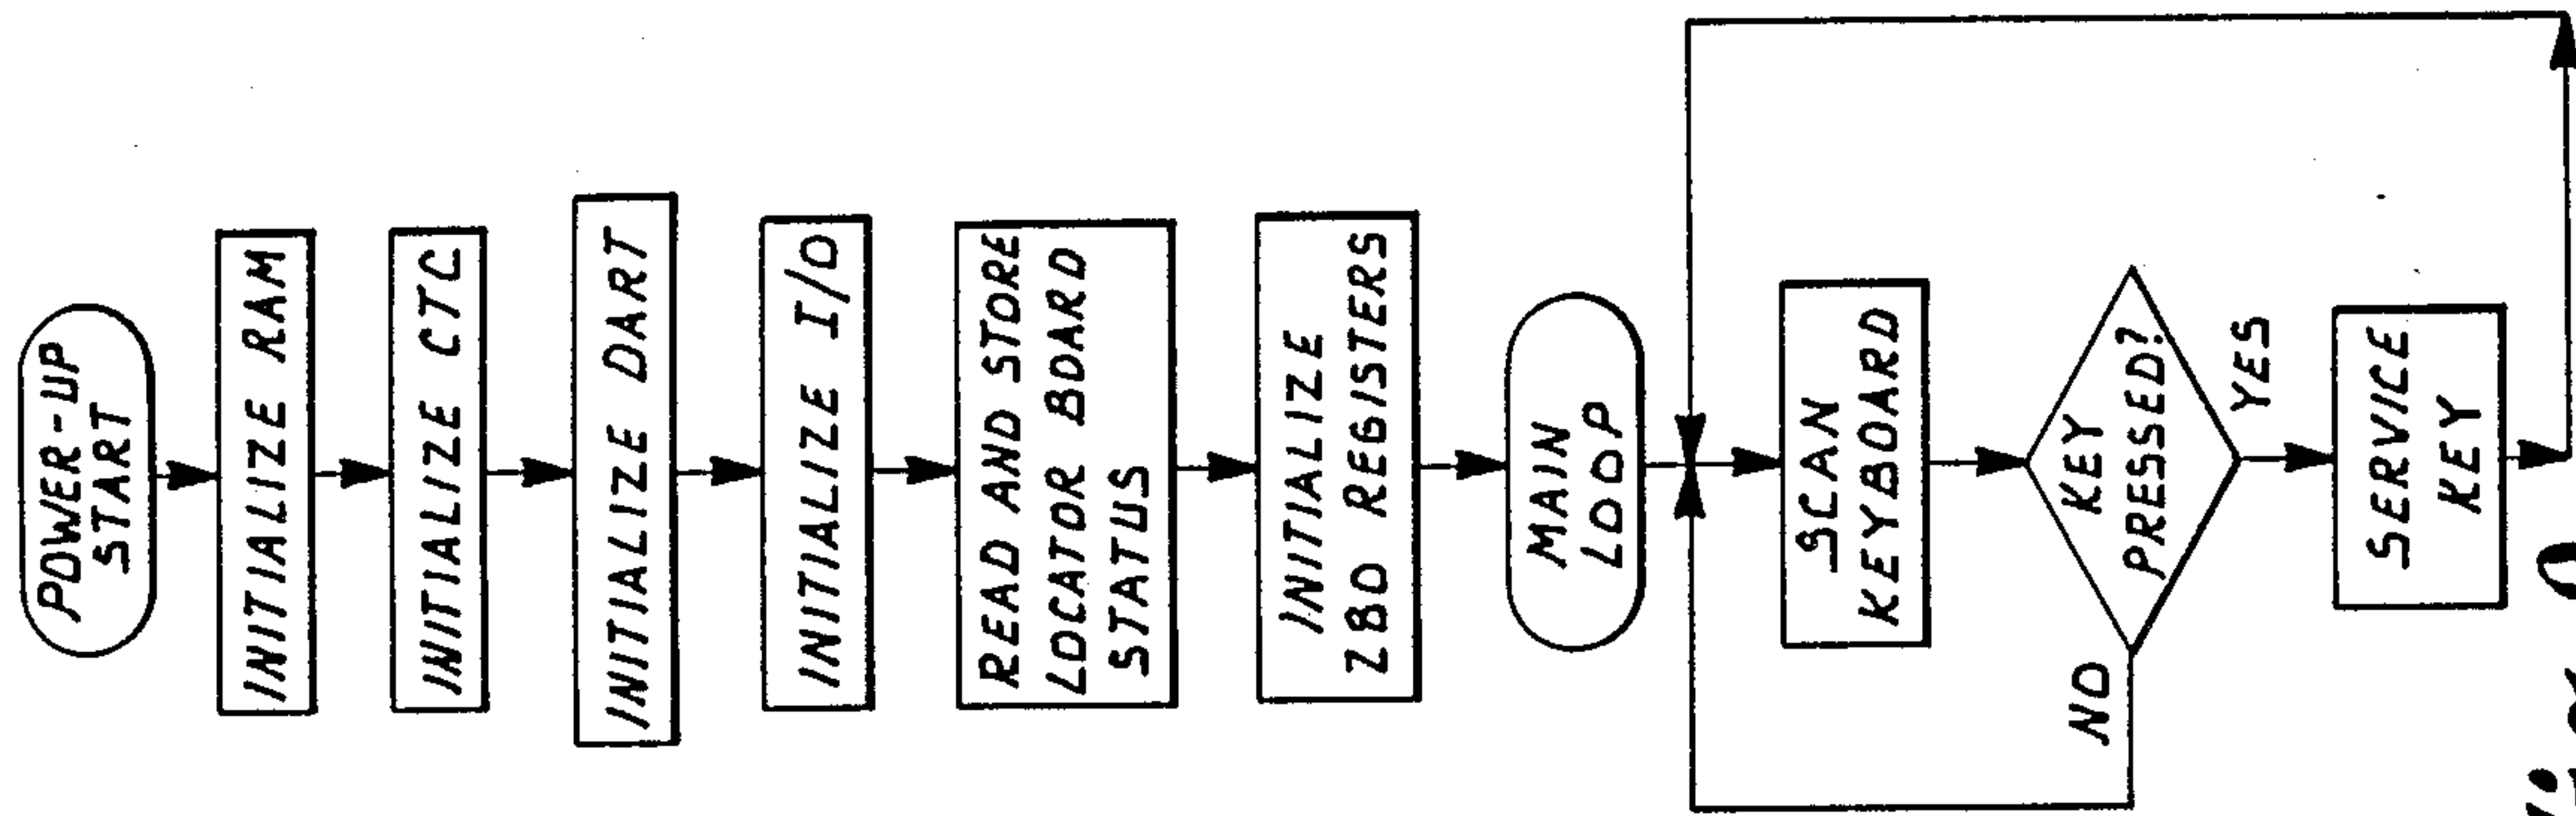 POWER-UP
START
INITIALIZE RAM
INITIALIZE CTC
INITIALIZE DART
INITIALIZE I/O
READ AND STORE
LOCATOR BOARD
STATUS
INITIALIZE
Z80 REGISTERS
MAIN
LOOP
SCAN
KEYBOARD
KEY
PRESSED?
NO
YES
SERVICE
KEY